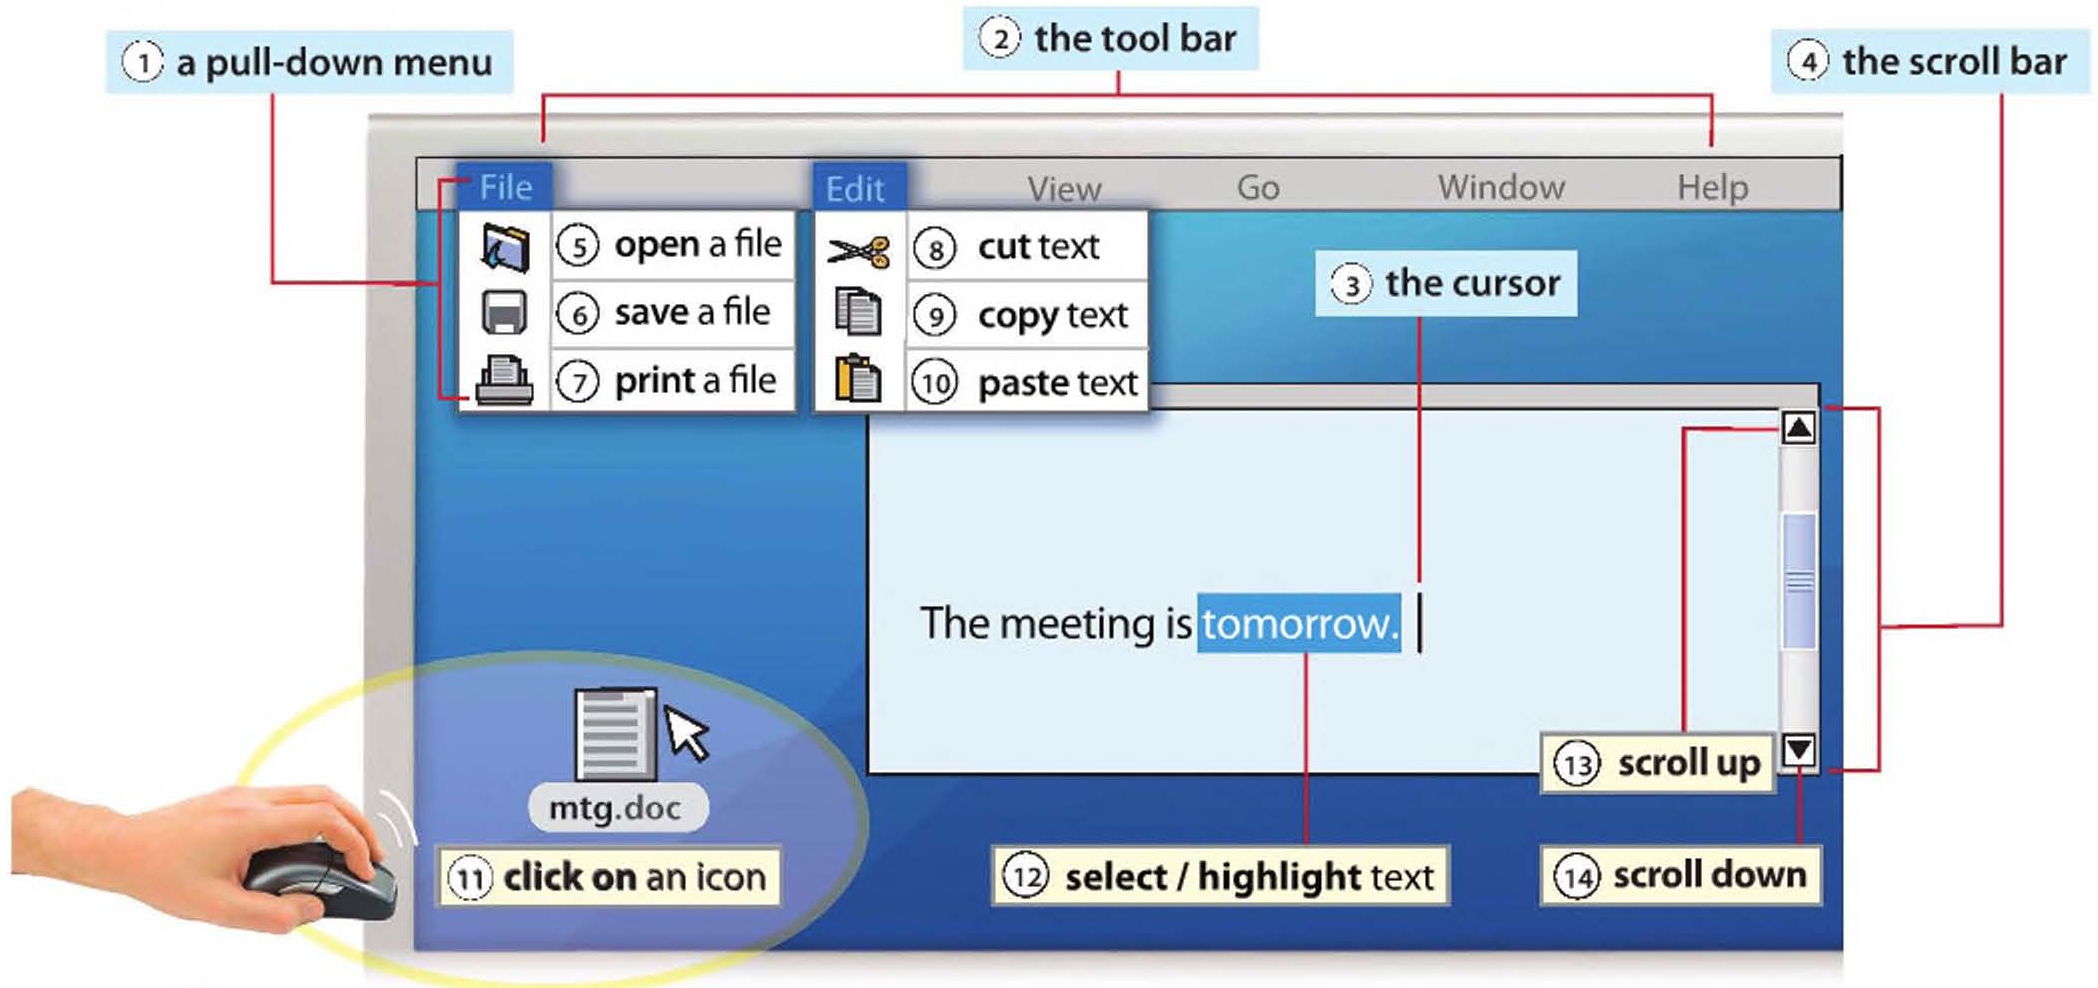 1 a pull-down menu
2 the tool bar
4 the scroll bar
File
Edit
View
Go
Window
Help
5 open a file
6 save a file
7 print a file
8 cut text
9 copy text
10 paste text
3 the cursor
The meeting is tomorrow.
mtg.doc
11 click on an icon
12 select / highlight text
13 scroll up
14 scroll down